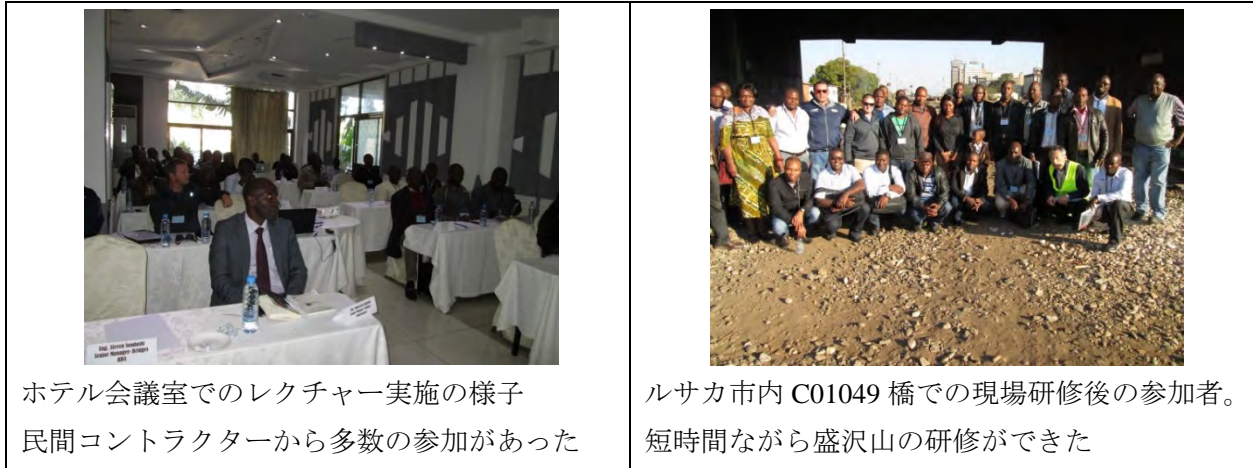 Senior Manager-Bridges
ホテル会議室でのレクチャー実施の様子
民間コントラクターから多数の参加があった
ルサカ市内 C01049 橋での現場研修後の参加者。
短時間ながら盛沢山の研修ができた